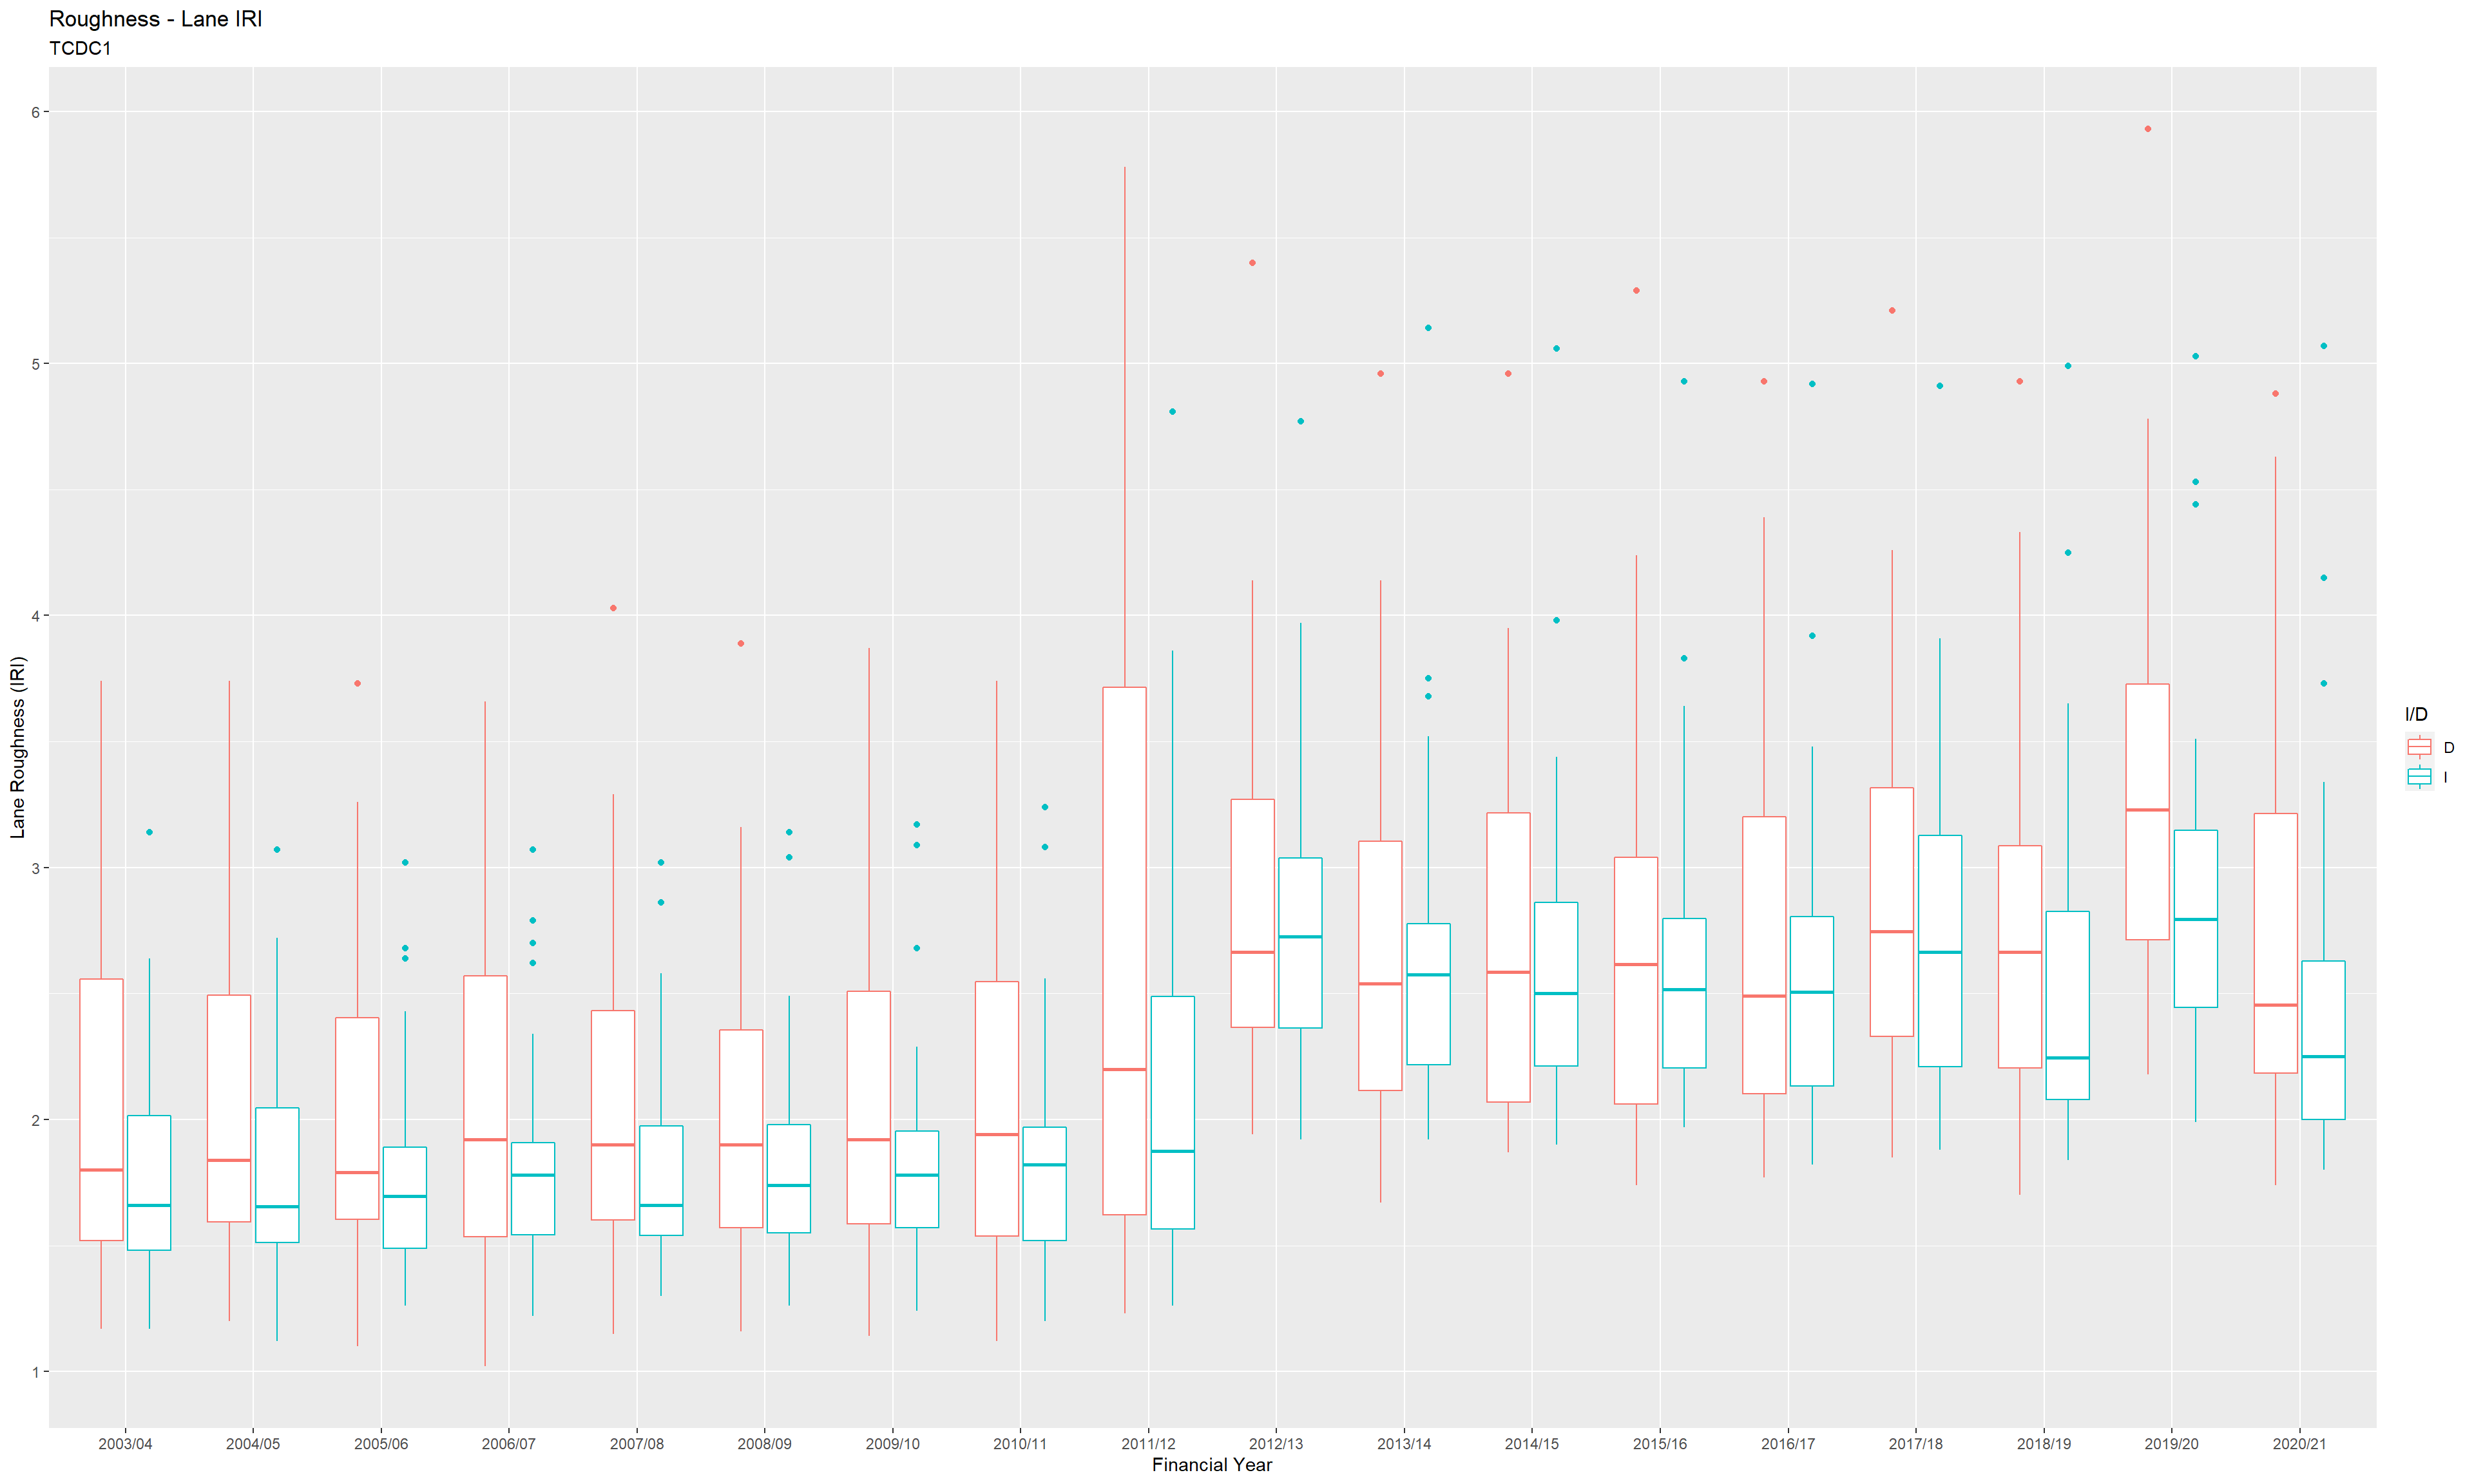 Roughness - Lane IRI
TCDC1
6
5
4
3
2
1
Lane Roughness (IRI)
2003/04 2004/05 2005/06 2006/07 2007/08 2008/09 2009/10 2010/11 2011/12 2012/13 2013/14 2014/15 2015/16 2016/17 2017/18 2018/19 2019/20 2020/21
Financial Year
I/D
D
I